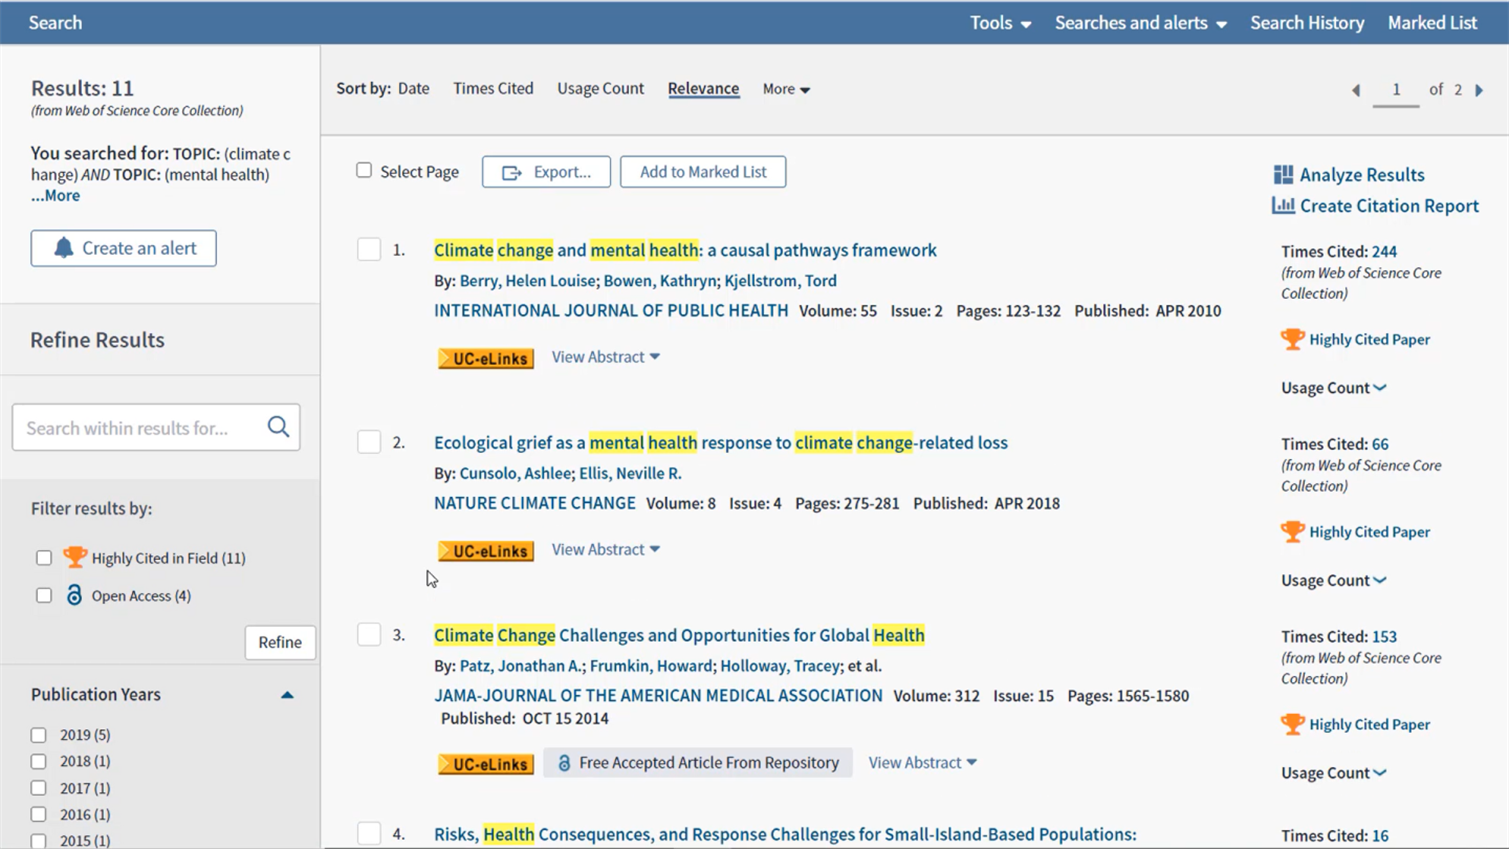 Search
Tools
Searches and alerts
Search History
Marked List
Results: 11
(from Web of Science Core Collection)
You searched for: TOPIC: (climate c
hange) AND TOPIC: (mental health)
...More
Create an alert
Refine Results
Search within results for...
Filter results by:
Highly Cited in Field (11)
Open Access (4)
Refine
Publication Years
2019 (5)
2018 (1)
2017 (1)
2016 (1)
2015 (1)
Sort by: Date Times Cited Usage Count Relevance More
1 of 2
Select Page
Export...
Add to Marked List
Analyze Results
Create Citation Report
1. Climate change and mental health: a causal pathways framework
By: Berry, Helen Louise; Bowen, Kathryn; Kjellstrom, Tord
INTERNATIONAL JOURNAL OF PUBLIC HEALTH Volume: 55 Issue: 2 Pages: 123-132 Published: APR 2010
UC-eLinks View Abstract
Times Cited: 244
(from Web of Science Core
Collection)
Highly Cited Paper
Usage Count
2. Ecological grief as a mental health response to climate change-related loss
By: Cunsolo, Ashlee; Ellis, Neville R.
NATURE CLIMATE CHANGE Volume: 8 Issue: 4 Pages: 275-281 Published: APR 2018
UC-eLinks View Abstract
Times Cited: 66
(from Web of Science Core
Collection)
Highly Cited Paper
Usage Count
3. Climate Change Challenges and Opportunities for Global Health
By: Patz, Jonathan A.; Frumkin, Howard; Holloway, Tracey; et al.
JAMA-JOURNAL OF THE AMERICAN MEDICAL ASSOCIATION Volume: 312 Issue: 15 Pages: 1565-1580
Published: OCT 15 2014
UC-eLinks Free Accepted Article From Repository View Abstract
Times Cited: 153
(from Web of Science Core
Collection)
Highly Cited Paper
Usage Count
4. Risks, Health Consequences, and Response Challenges for Small-Island-Based Populations:
Times Cited: 16